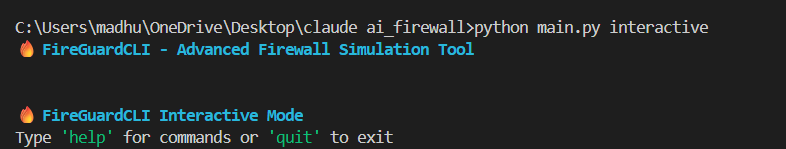 C:\Users\madhu\OneDrive\Desktop\claude ai_firewall>python main.py interactive
🔥 FireGuardCLI - Advanced Firewall Simulation Tool
🔥 FireGuardCLI Interactive Mode
Type 'help' for commands or 'quit' to exit